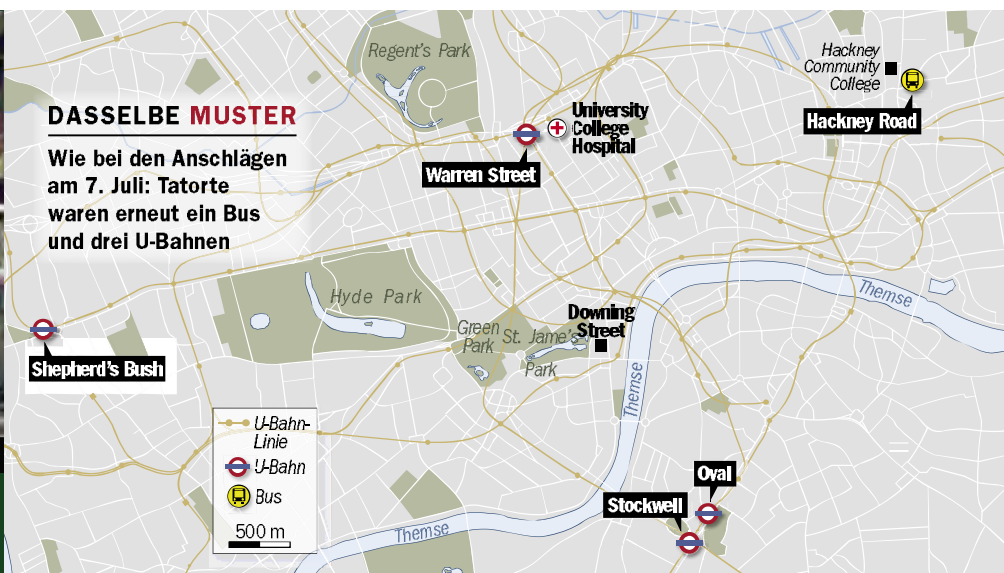 DASSELBE MUSTER
Wie bei den Anschlägen
am 7. Juli: Tatorte
waren erneut ein Bus
und drei U-Bahnen
Regent's Park
Hackney
Community
College
Hackney Road
University
College
Hospital
Warren Street
Hyde Park
Green
Park
St. Jame's
Park
Downing
Street
Themse
Themse
Themse
Shepherd's Bush
U-Bahn-
Linie
U-Bahn
Bus
500 m
Oval
Stockwell